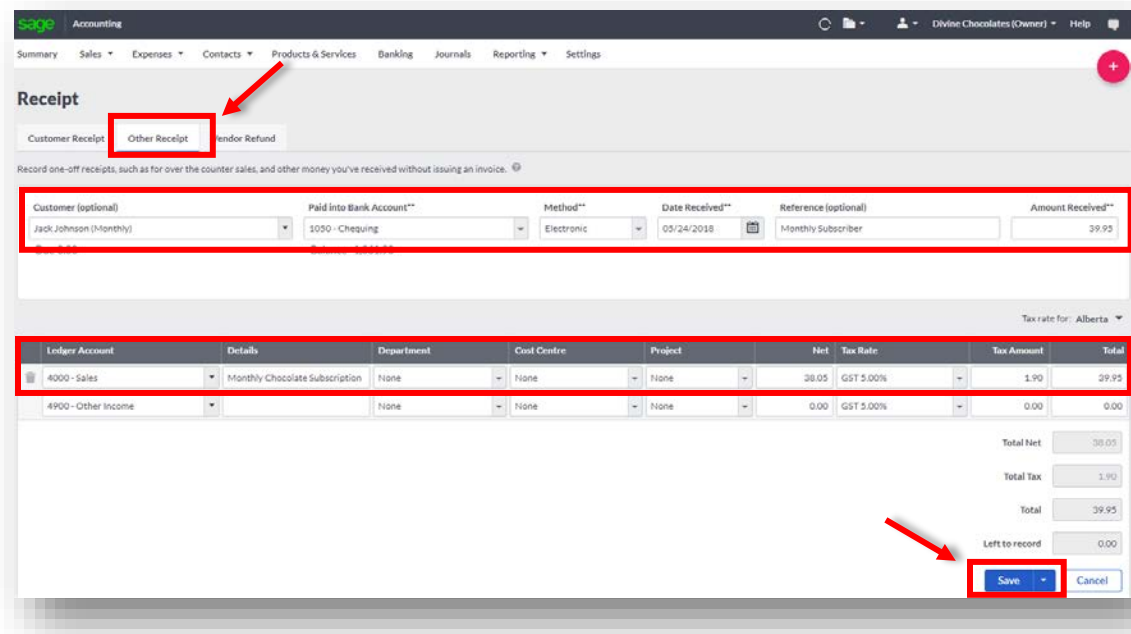 sage Accounting Divine Chocolates (Owner) Help
Summary Sales Expenses Contacts Products & Services Banking Journals Reporting Settings
Receipt
Customer Receipt Other Receipt Vendor Refund
Record one-off receipts, such as for over the counter sales, and other money you've received without issuing an invoice.
Customer (optional) Paid into Bank Account** Method** Date Received** Reference (optional) Amount Received**
Jack Johnson (Monthly) 1050 - Chequing Electronic 05/24/2018 Monthly Subscriber 39.95
Tax rate for: Alberta
Ledger Account Details Department Cost Centre Project Net Tax Rate Tax Amount Total
4000 - Sales Monthly Chocolate Subscription None None None 38.05 GST 5.00% 1.90 39.95
4900 - Other Income None None None 0.00 GST 5.00% 0.00 0.00
Total Net 38.05
Total Tax 1.90
Total 39.95
Left to record 0.00
Save Cancel